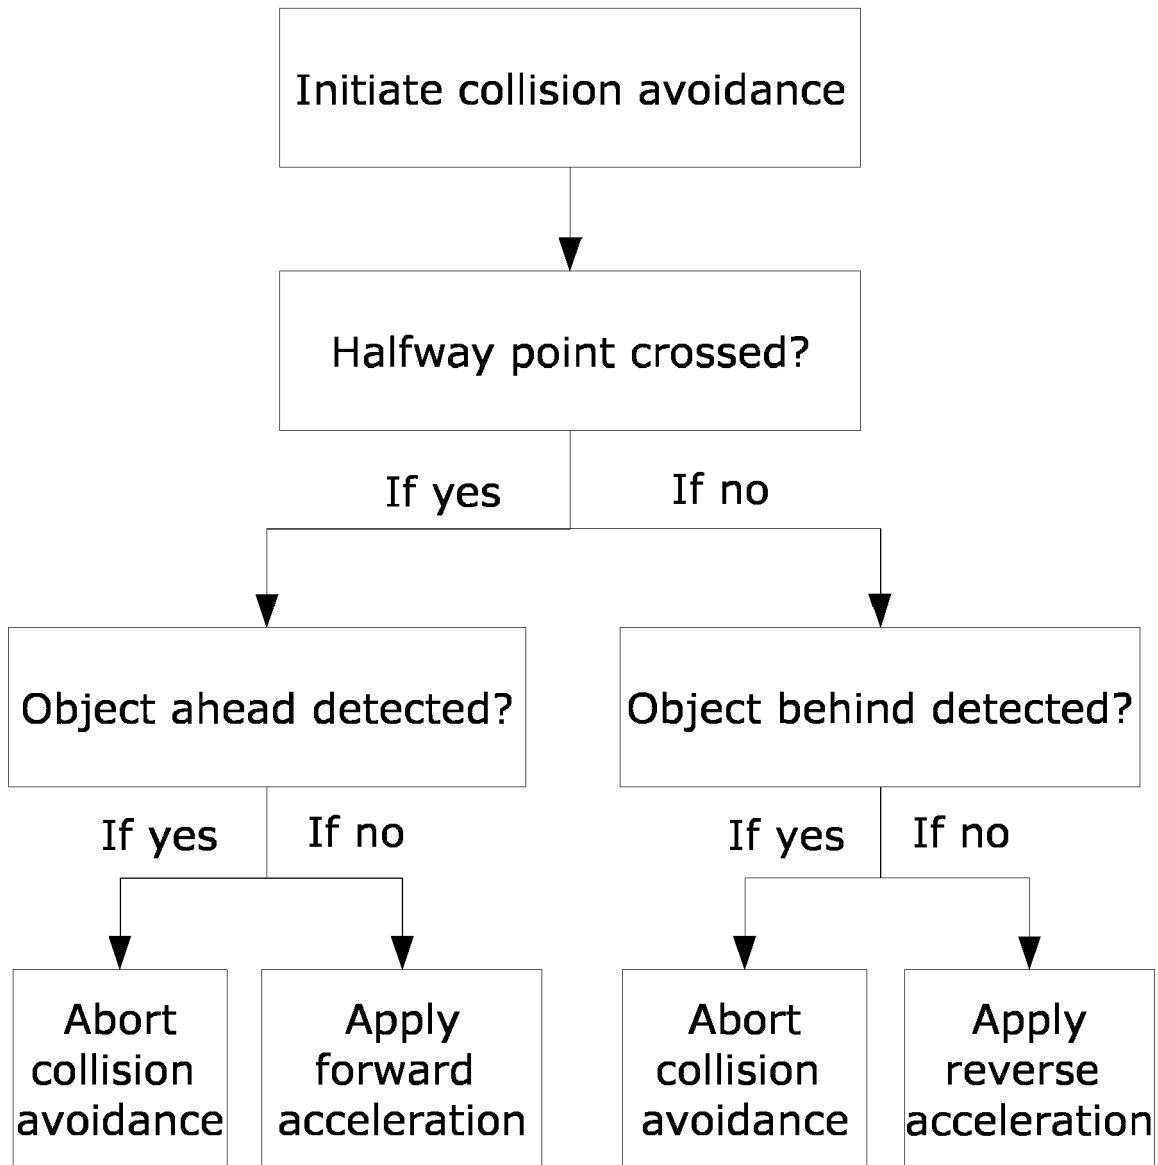 Initiate collision avoidance
Halfway point crossed?
If yes
If no
Object ahead detected?
Object behind detected?
If yes
If no
If yes
If no
Abort
collision
avoidance
Apply
forward
acceleration
Abort
collision
avoidance
Apply
reverse
acceleration